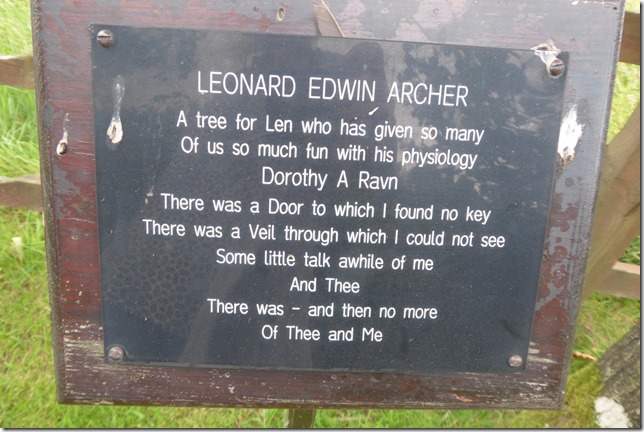 LEONARD EDWIN ARCHER
A tree for Len who has given so many
Of us so much fun with his physiology
Dorothy A Ravn
There was a Door to which I found no key
There was a Veil through which I could not see
Some little talk awhile of me
And Thee
There was – and then no more
Of Thee and Me